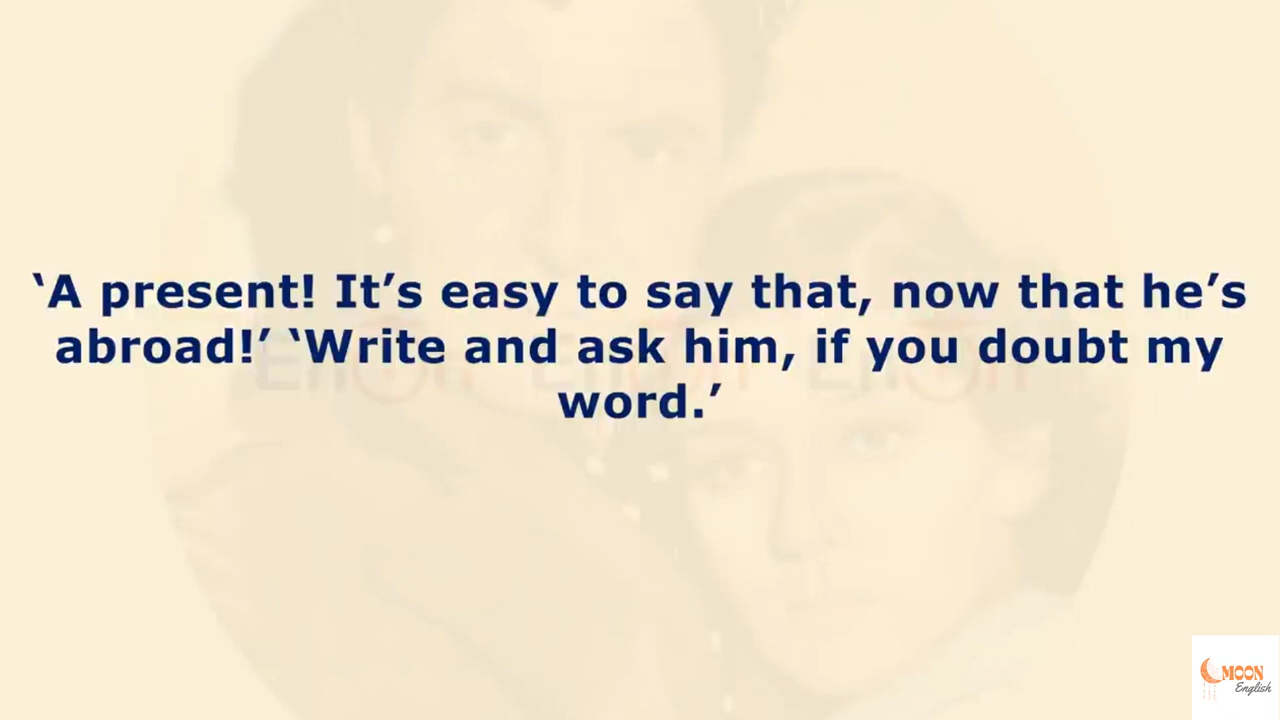 ‘A present! It’s easy to say that, now that he’s
abroad!’ ‘Write and ask him, if you doubt my
word.’
MOON
English